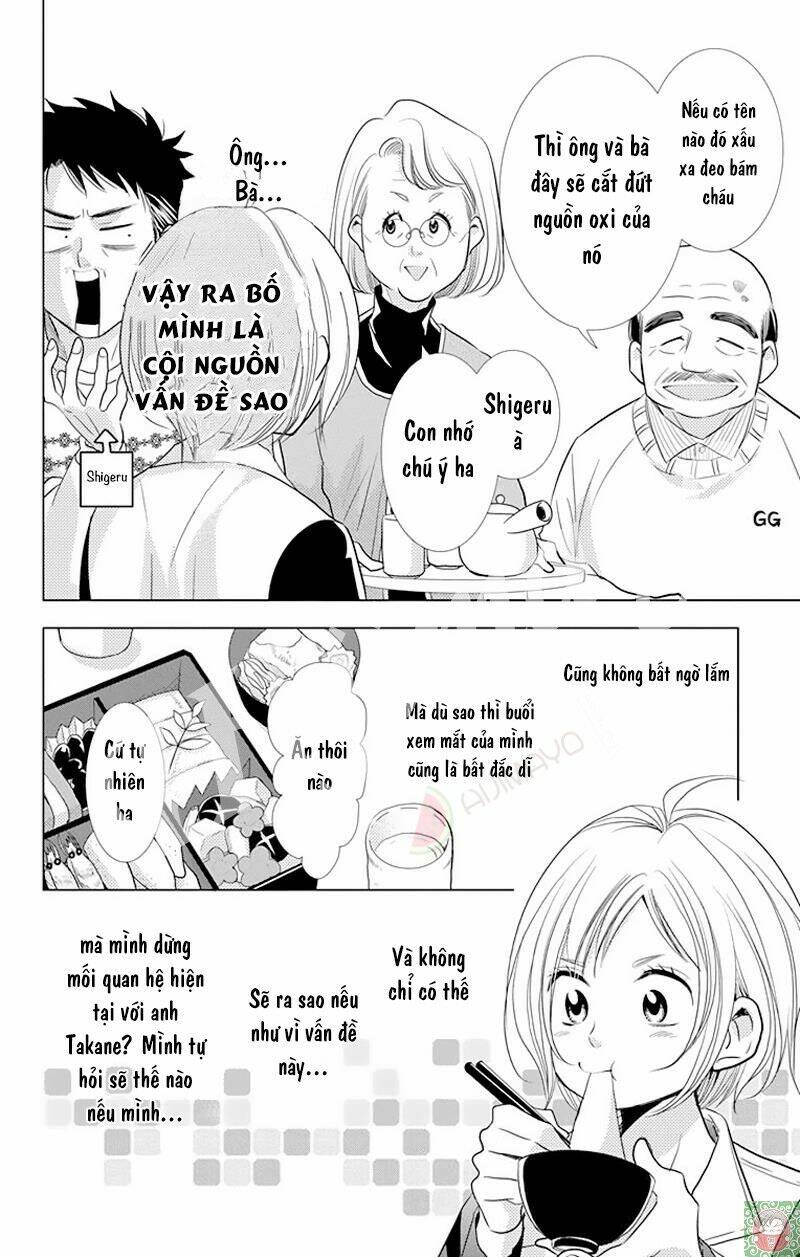 Nếu có tên
nào đó xấu
xa đeo bám
cháu
Thì ông và bà
đây sẽ cắt đứt
nguồn oxi của
nó
Ông...
Bà...
VẬY RA BỐ
MÌNH LÀ
CỘI NGUỒN
VẤN ĐỀ SAO
Shigeru
à
Con nhớ
chú ý ha
Shigeru
GG
Cũng không bất ngờ lắm
Mà dù sao thì buổi
xem mắt của mình
cũng là bất đắc dĩ
Ăn thôi
nào
Cứ tự
nhiên
ha
Và không
chỉ có thế
Sẽ ra sao nếu
như vì vấn đề
này...
mà mình dừng
mối quan hệ hiện
tại với anh
Takane? Mình tự
hỏi sẽ thế nào
nếu mình...